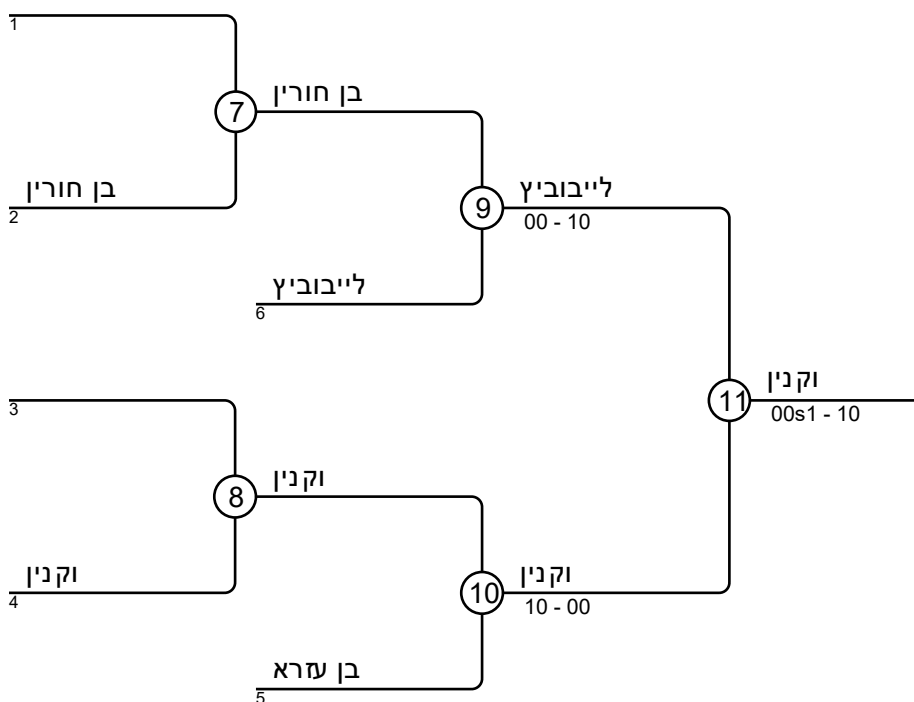 1
בן חורין
7
בן חורין
2
לייבוביץ
9
00 - 10
לייבוביץ
6
וקנין
3
11
00s1 - 10
וקנין
8
וקנין
וקנין
4
10
10 - 00
בן עזרא
5